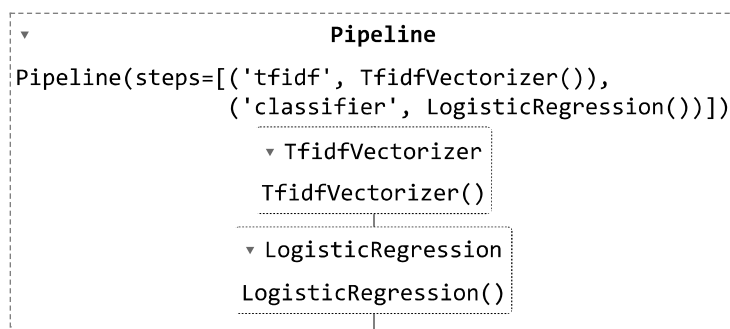 Pipeline
Pipeline(steps=[('tfidf', TfidfVectorizer()),
('classifier', LogisticRegression())])
TfidfVectorizer
TfidfVectorizer()
LogisticRegression
LogisticRegression()